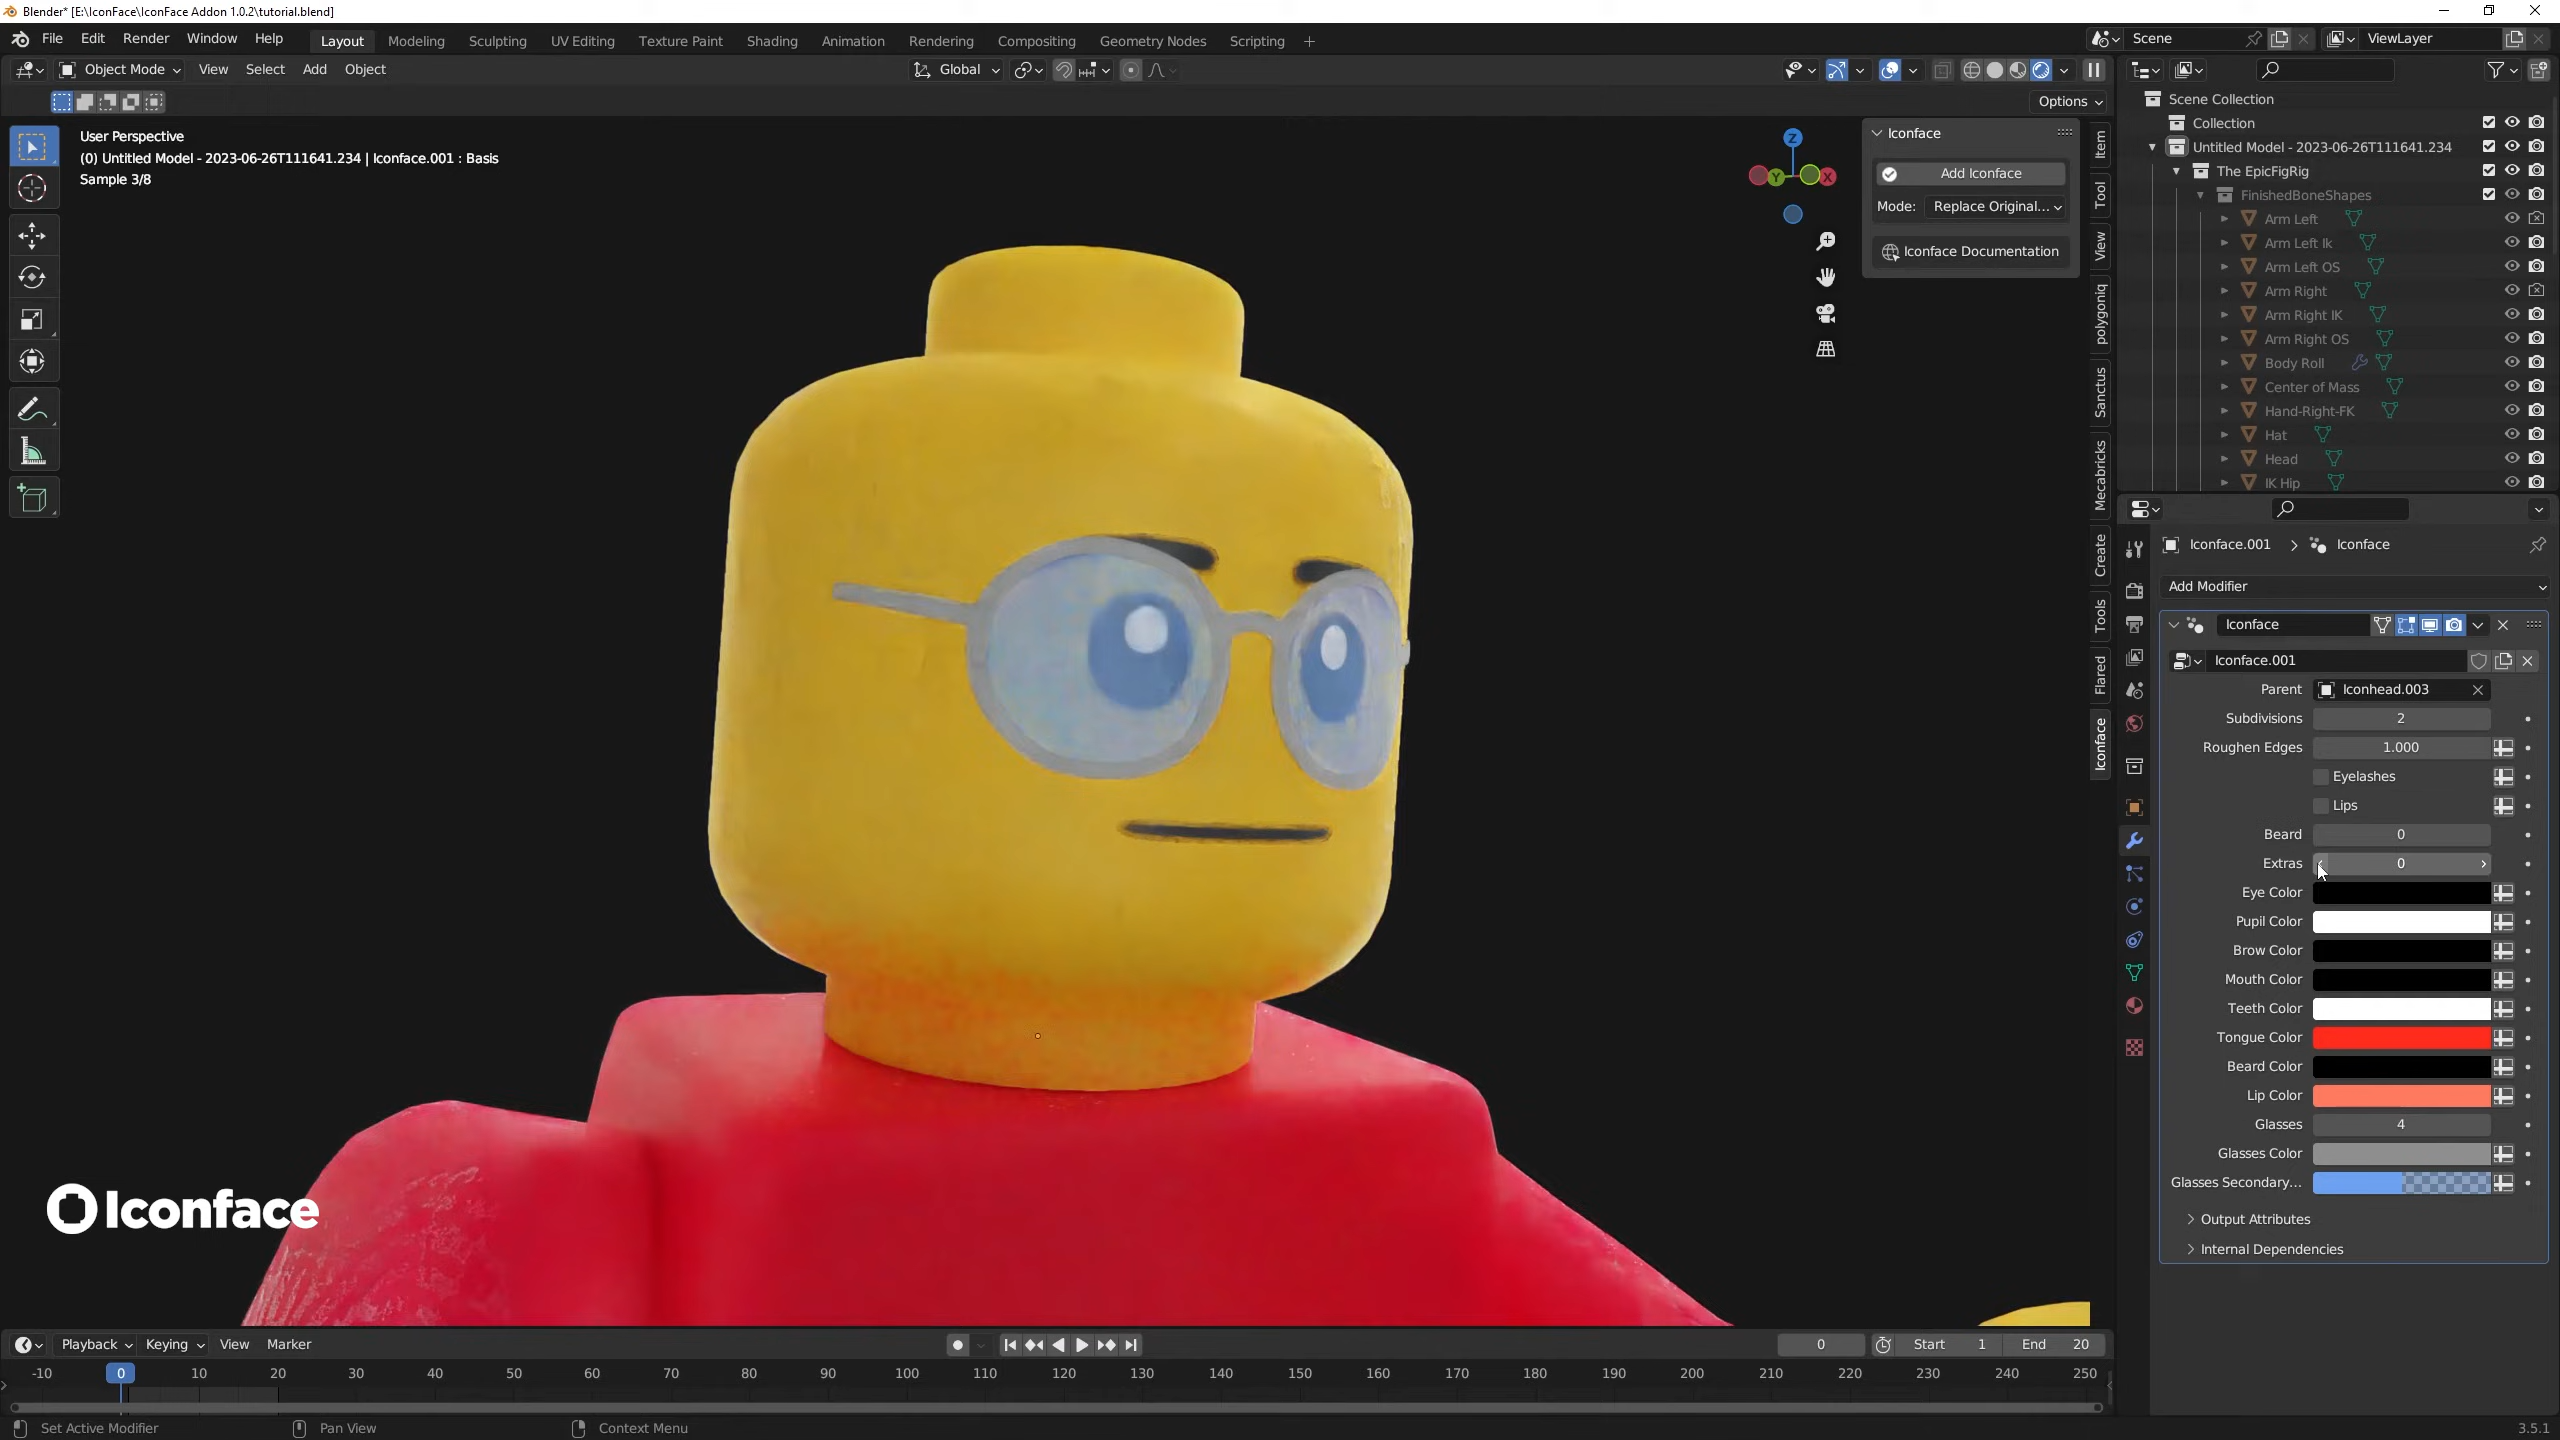 Blender* [E:\IconFace\IconFace Addon 1.0.2\tutorial.blend]
File Edit Render Window Help
Layout Modeling Sculpting UV Editing Texture Paint Shading Animation Rendering Compositing Geometry Nodes Scripting +
Scene
ViewLayer
Object Mode View Select Add Object
Global
Options
User Perspective
(0) Untitled Model - 2023-06-26T111641.234 | Iconface.001 : Basis
Sample 3/8
Z
Y
X
Iconface
Add Iconface
Mode: Replace Original...
Iconface Documentation
Item
Tool
View
polygoniq
Sanctus
Mecabricks
Create
Tools
Flared
Iconface
Scene Collection
Collection
Untitled Model - 2023-06-26T111641.234
The EpicFigRig
FinishedBoneShapes
Arm Left
Arm Left Ik
Arm Left OS
Arm Right
Arm Right IK
Arm Right OS
Body Roll
Center of Mass
Hand-Right-FK
Hat
Head
IK Hip
Iconface.001 > Iconface
Add Modifier
Iconface
Iconface.001
Parent Iconhead.003
Subdivisions 2
Roughen Edges 1.000
Eyelashes
Lips
Beard 0
Extras 0
Eye Color
Pupil Color
Brow Color
Mouth Color
Teeth Color
Tongue Color
Beard Color
Lip Color
Glasses 4
Glasses Color
Glasses Secondary...
Output Attributes
Internal Dependencies
Iconface
Playback Keying View Marker
0 Start 1 End 20
-10 0 10 20 30 40 50 60 70 80 90 100 110 120 130 140 150 160 170 180 190 200 210 220 230 240 250
Set Active Modifier Pan View Context Menu
3.5.1